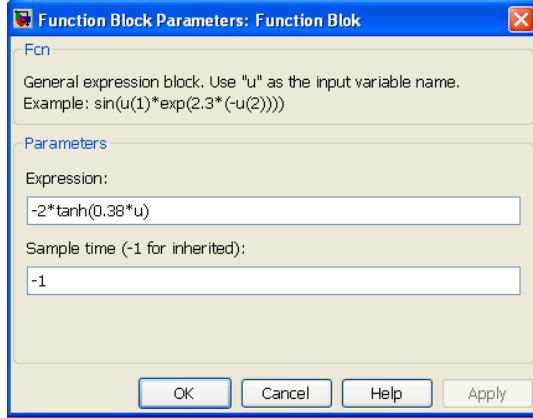 Function Block Parameters: Function Blok
Fcn
General expression block. Use "u" as the input variable name.
Example: sin(u(1)*exp(2.3*(-u(2))))
Parameters
Expression:
-2*tanh(0.38*u)
Sample time (-1 for inherited):
-1
OK Cancel Help Apply